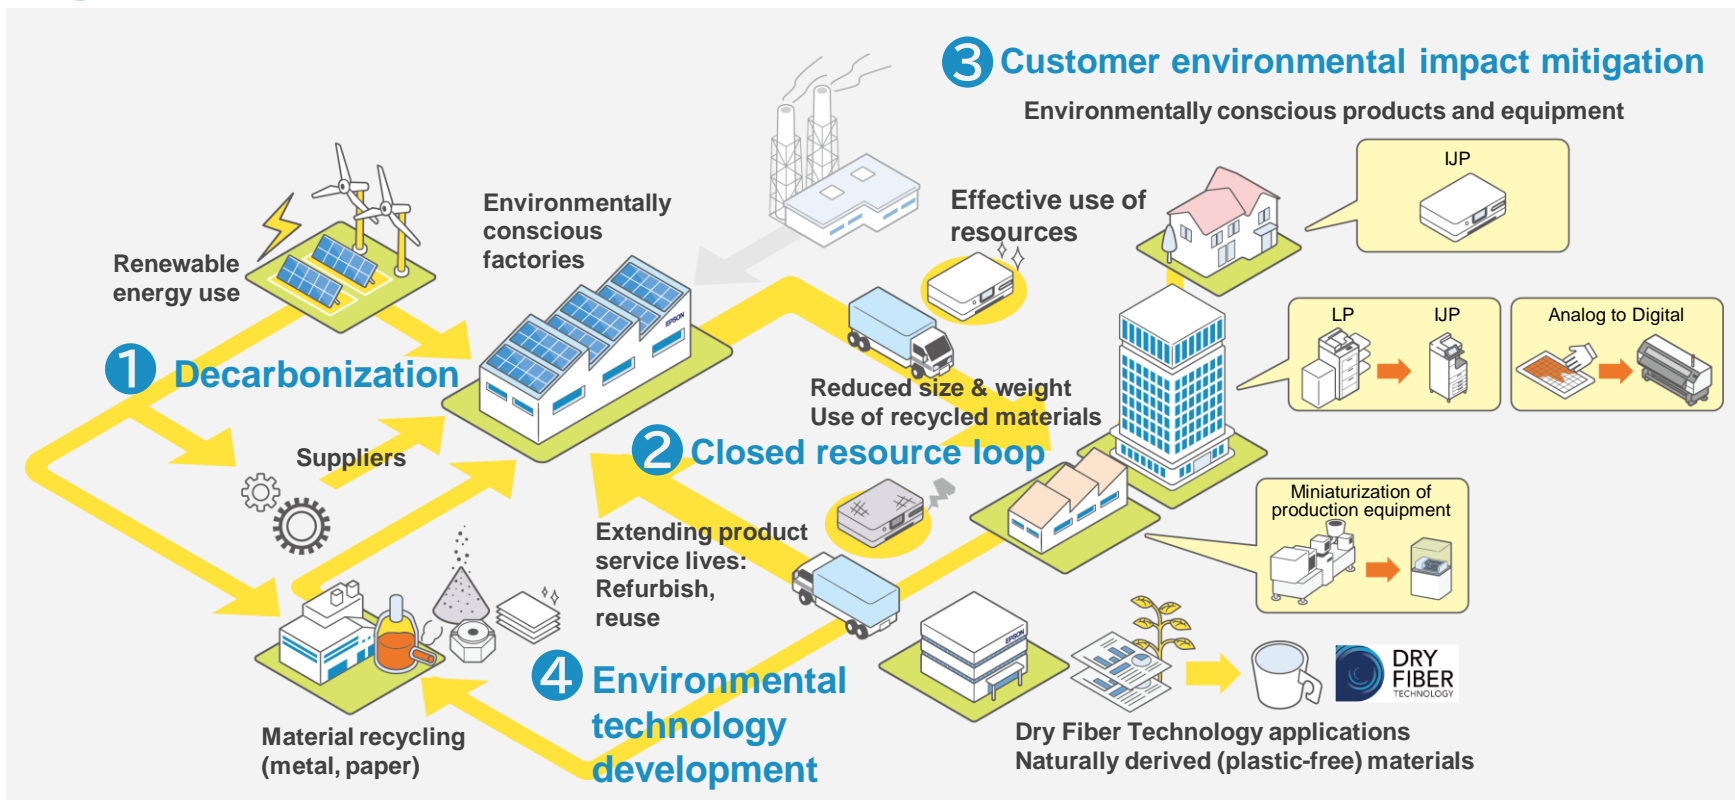 3 Customer environmental impact mitigation
Environmentally conscious products and equipment
IJP
Environmentally
conscious
factories
Effective use of
resources
Renewable
energy use
EPSON
LP
IJP
Analog to Digital
1 Decarbonization
Reduced size & weight
Use of recycled materials
2 Closed resource loop
Suppliers
Miniaturization of
production equipment
Extending product
service lives:
Refurbish,
reuse
EPSON
4 Environmental
technology
development
DRY
FIBER
TECHNOLOGY
Material recycling
(metal, paper)
Dry Fiber Technology applications
Naturally derived (plastic-free) materials